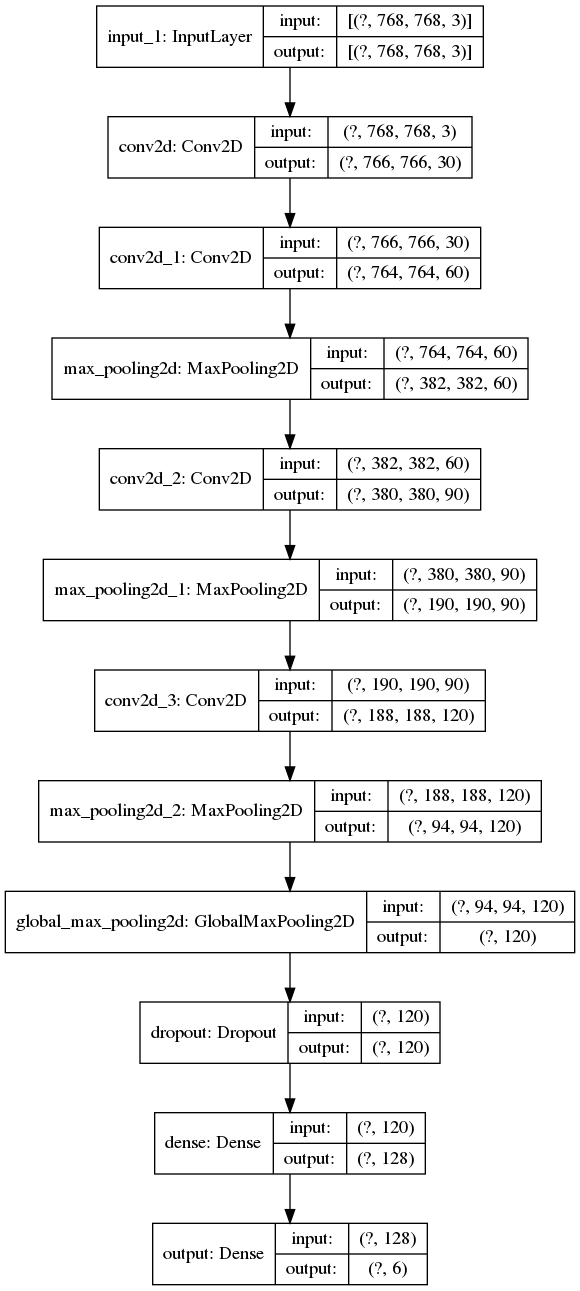 input_1: InputLayer
input: [(?, 768, 768, 3)]
output: [(?, 768, 768, 3)]
conv2d: Conv2D
input: (?, 768, 768, 3)
output: (?, 766, 766, 30)
conv2d_1: Conv2D
input: (?, 766, 766, 30)
output: (?, 764, 764, 60)
max_pooling2d: MaxPooling2D
input: (?, 764, 764, 60)
output: (?, 382, 382, 60)
conv2d_2: Conv2D
input: (?, 382, 382, 60)
output: (?, 380, 380, 90)
max_pooling2d_1: MaxPooling2D
input: (?, 380, 380, 90)
output: (?, 190, 190, 90)
conv2d_3: Conv2D
input: (?, 190, 190, 90)
output: (?, 188, 188, 120)
max_pooling2d_2: MaxPooling2D
input: (?, 188, 188, 120)
output: (?, 94, 94, 120)
global_max_pooling2d: GlobalMaxPooling2D
input: (?, 94, 94, 120)
output: (?, 120)
dropout: Dropout
input: (?, 120)
output: (?, 120)
dense: Dense
input: (?, 120)
output: (?, 128)
output: Dense
input: (?, 128)
output: (?, 6)